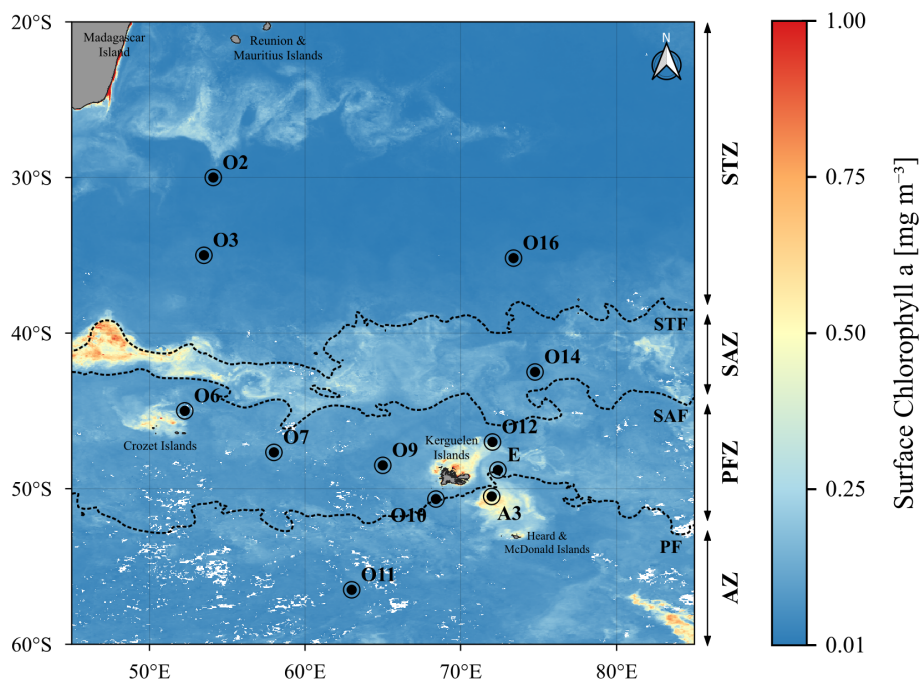 20°S
30°S
40°S
50°S
60°S
50°E
60°E
70°E
80°E
Madagascar
Island
Reunion &
Mauritius Islands
N
O2
O3
O16
STF
O14
O6
SAF
Crozet Islands
O7
O9
Kerguelen
Islands
O12
E
O10
A3
Heard &
McDonald Islands
PF
O11
STZ
SAZ
PFZ
AZ
1.00
0.75
0.50
0.25
0.01
Surface Chlorophyll a [mg m⁻³]